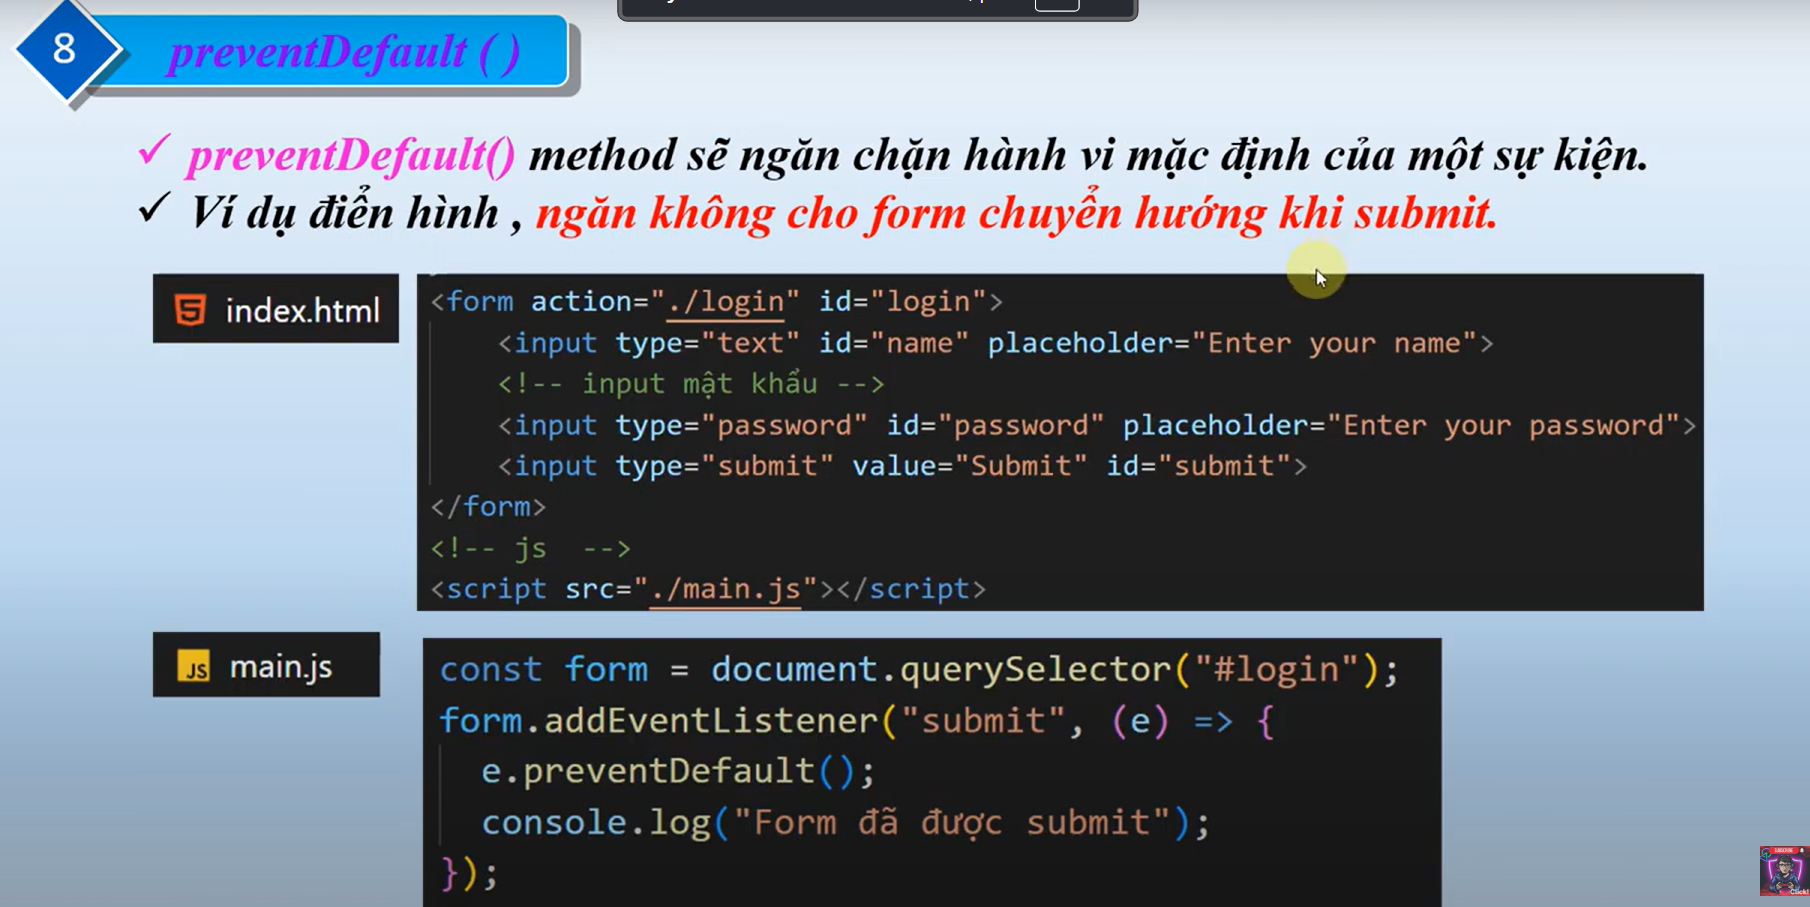 8
preventDefault ( )
preventDefault() method sẽ ngăn chặn hành vi mặc định của một sự kiện.
Ví dụ điển hình , ngăn không cho form chuyển hướng khi submit.
index.html
<form action="./login" id="login">
<input type="text" id="name" placeholder="Enter your name">
<!-- input mật khẩu -->
<input type="password" id="password" placeholder="Enter your password">
<input type="submit" value="Submit" id="submit">
</form>
<!-- js  -->
<script src="./main.js"></script>
JS main.js
const form = document.querySelector("#login");
form.addEventListener("submit", (e) => {
e.preventDefault();
console.log("Form đã được submit");
});
SUBSCRIBE
Click!